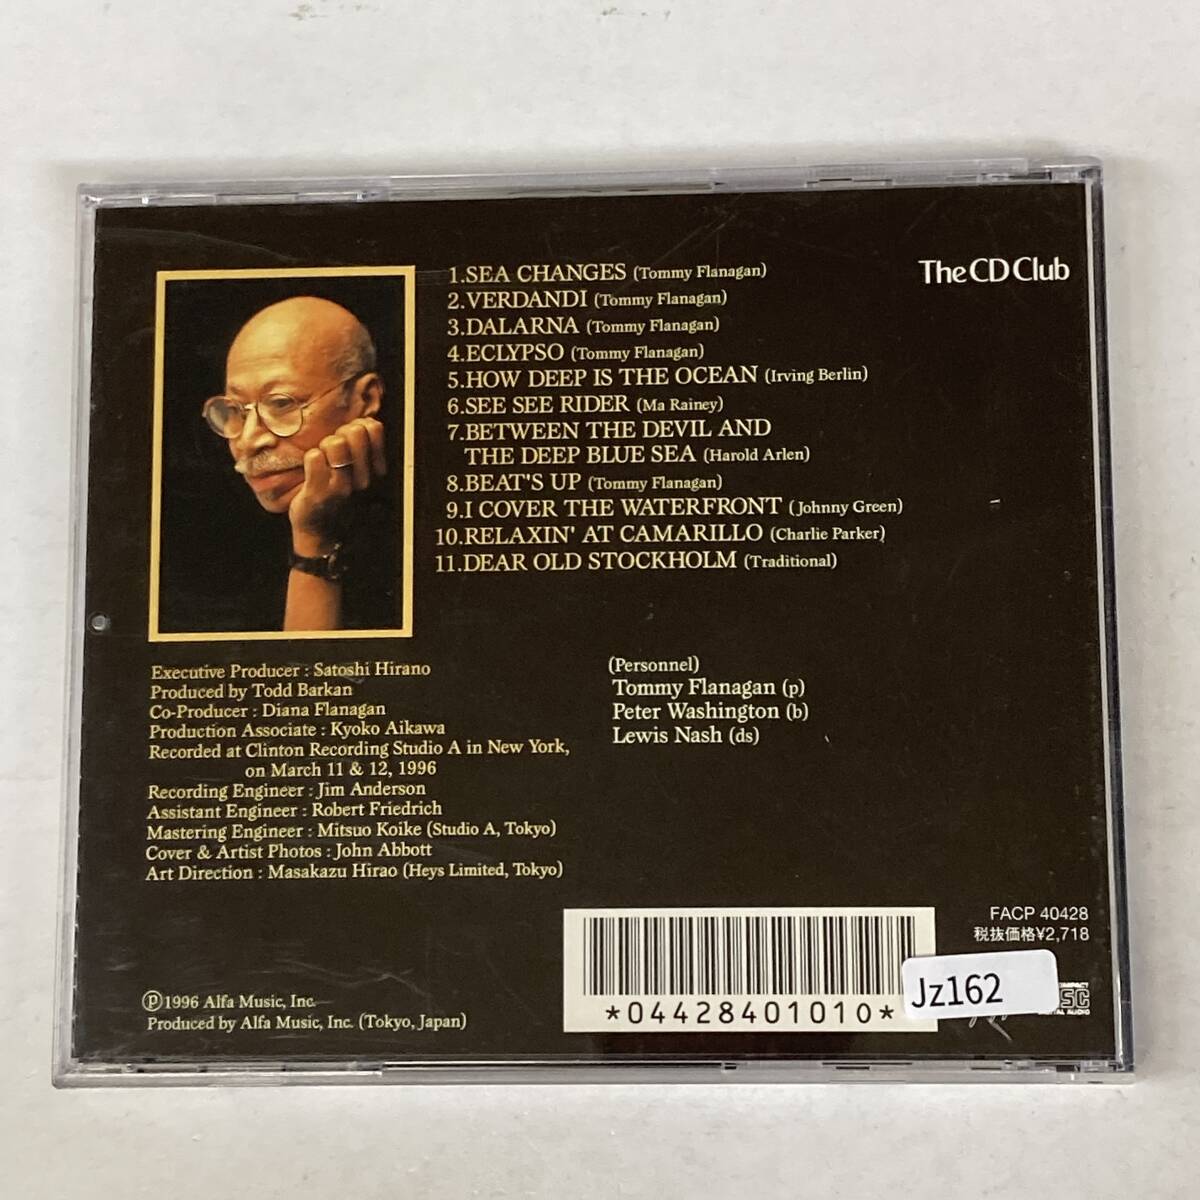 The CD Club
1.SEA CHANGES (Tommy Flanagan)
2.VERDANDI (Tommy Flanagan)
3.DALARNA (Tommy Flanagan)
4.ECLYPSO (Tommy Flanagan)
5.HOW DEEP IS THE OCEAN (Irving Berlin)
6.SEE SEE RIDER (Ma Rainey)
7.BETWEEN THE DEVIL AND
THE DEEP BLUE SEA (Harold Arlen)
8.BEAT'S UP (Tommy Flanagan)
9.I COVER THE WATERFRONT (Johnny Green)
10.RELAXIN' AT CAMARILLO (Charlie Parker)
11.DEAR OLD STOCKHOLM (Traditional)
Executive Producer : Satoshi Hirano
Produced by Todd Barkan
Co-Producer : Diana Flanagan
Production Associate : Kyoko Aikawa
Recorded at Clinton Recording Studio A in New York,
on March 11 & 12, 1996
Recording Engineer : Jim Anderson
Assistant Engineer : Robert Friedrich
Mastering Engineer : Mitsuo Koike (Studio A, Tokyo)
Cover & Artist Photos : John Abbott
Art Direction : Masakazu Hirao (Heys Limited, Tokyo)
(Personnel)
Tommy Flanagan (p)
Peter Washington (b)
Lewis Nash (ds)
℗1996 Alfa Music, Inc.
Produced by Alfa Music, Inc. (Tokyo, Japan)
FACP 40428
税抜価格¥2,718
*04428401010*
Jz162